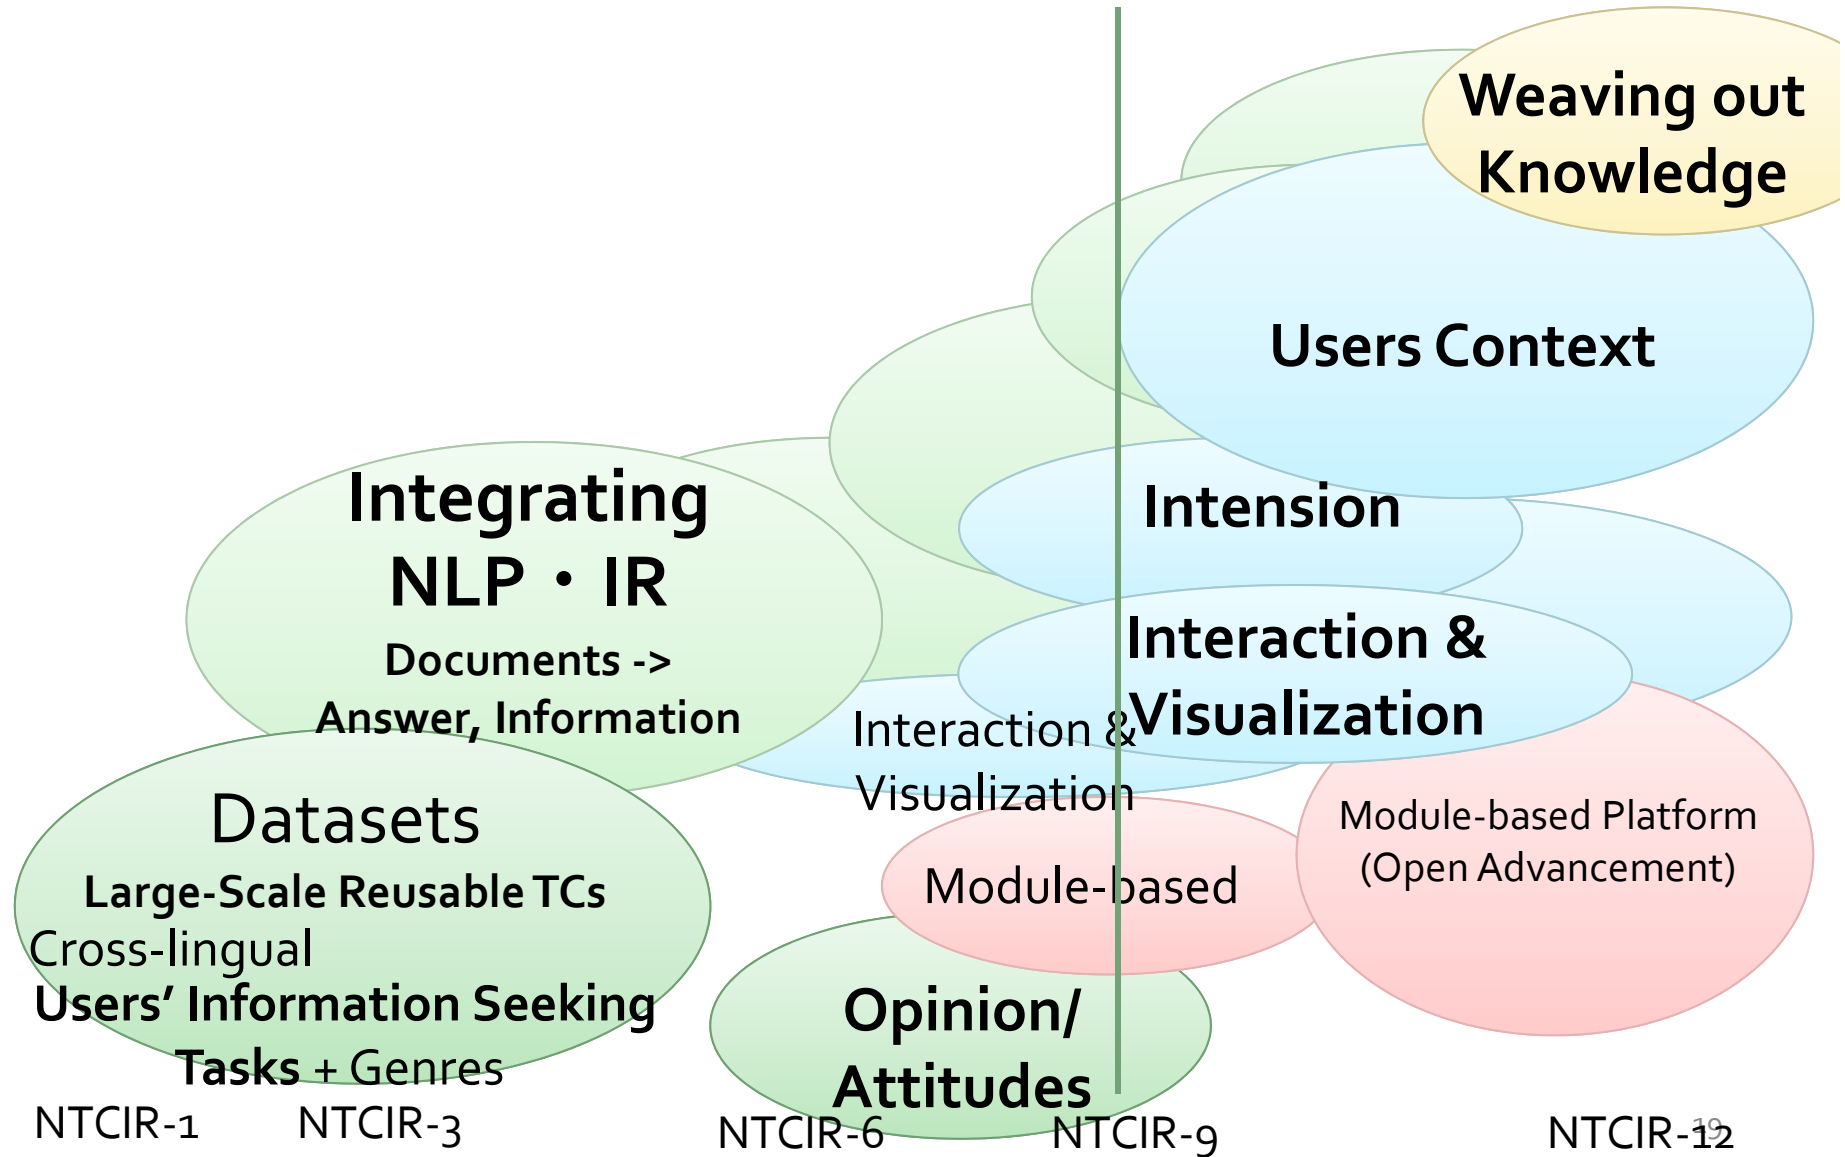 Weaving out
Knowledge
Users Context
Integrating
NLP・IR
Documents ->
Answer, Information
Intension
Interaction &
Visualization
Interaction &
Visualization
Datasets
Large-Scale Reusable TCs
Cross-lingual
Users’ Information Seeking
Tasks + Genres
Module-based Platform
(Open Advancement)
Module-based
Opinion/
Attitudes
NTCIR-1
NTCIR-3
NTCIR-6
NTCIR-9
NTCIR-12
19